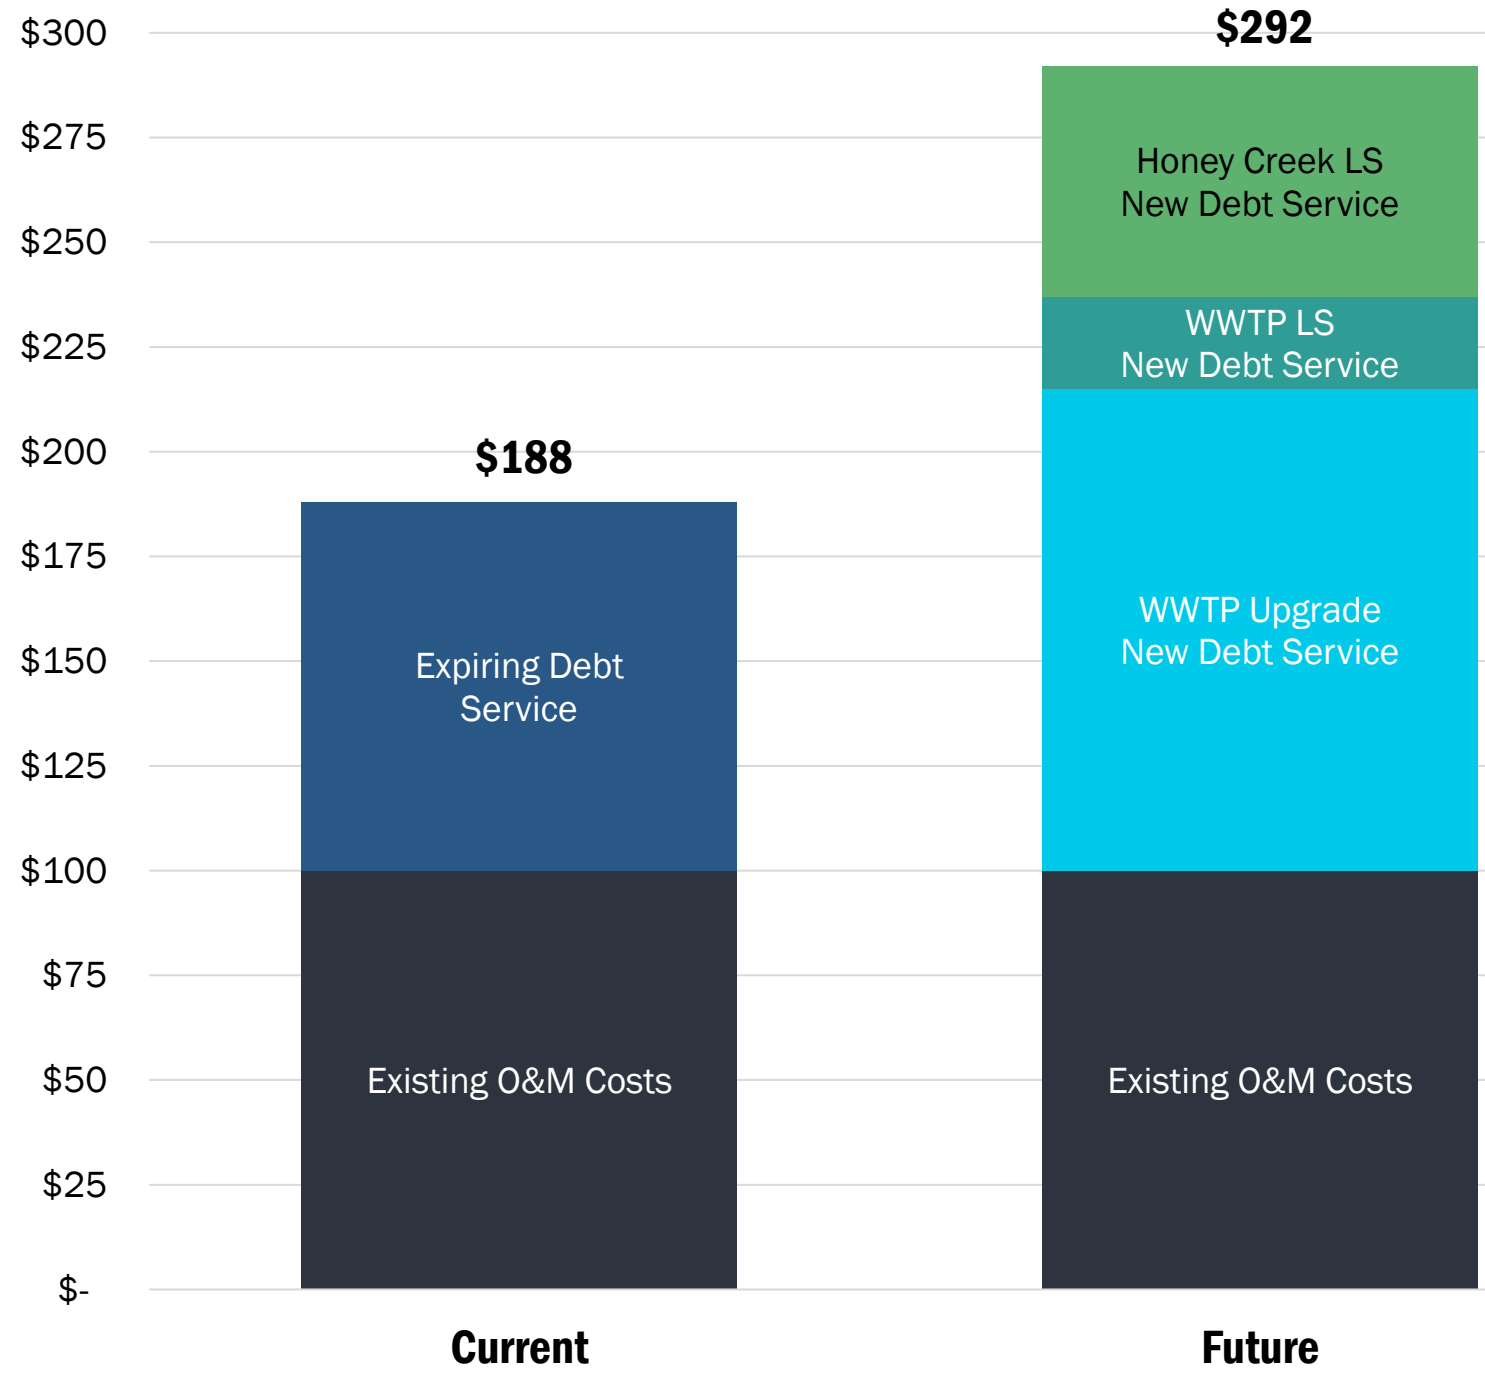 $300
$275
$250
$225
$200
$175
$150
$125
$100
$75
$50
$25
$-
$188
Expiring Debt
Service
Existing O&M Costs
Current
$292
Honey Creek LS
New Debt Service
WWTP LS
New Debt Service
WWTP Upgrade
New Debt Service
Existing O&M Costs
Future